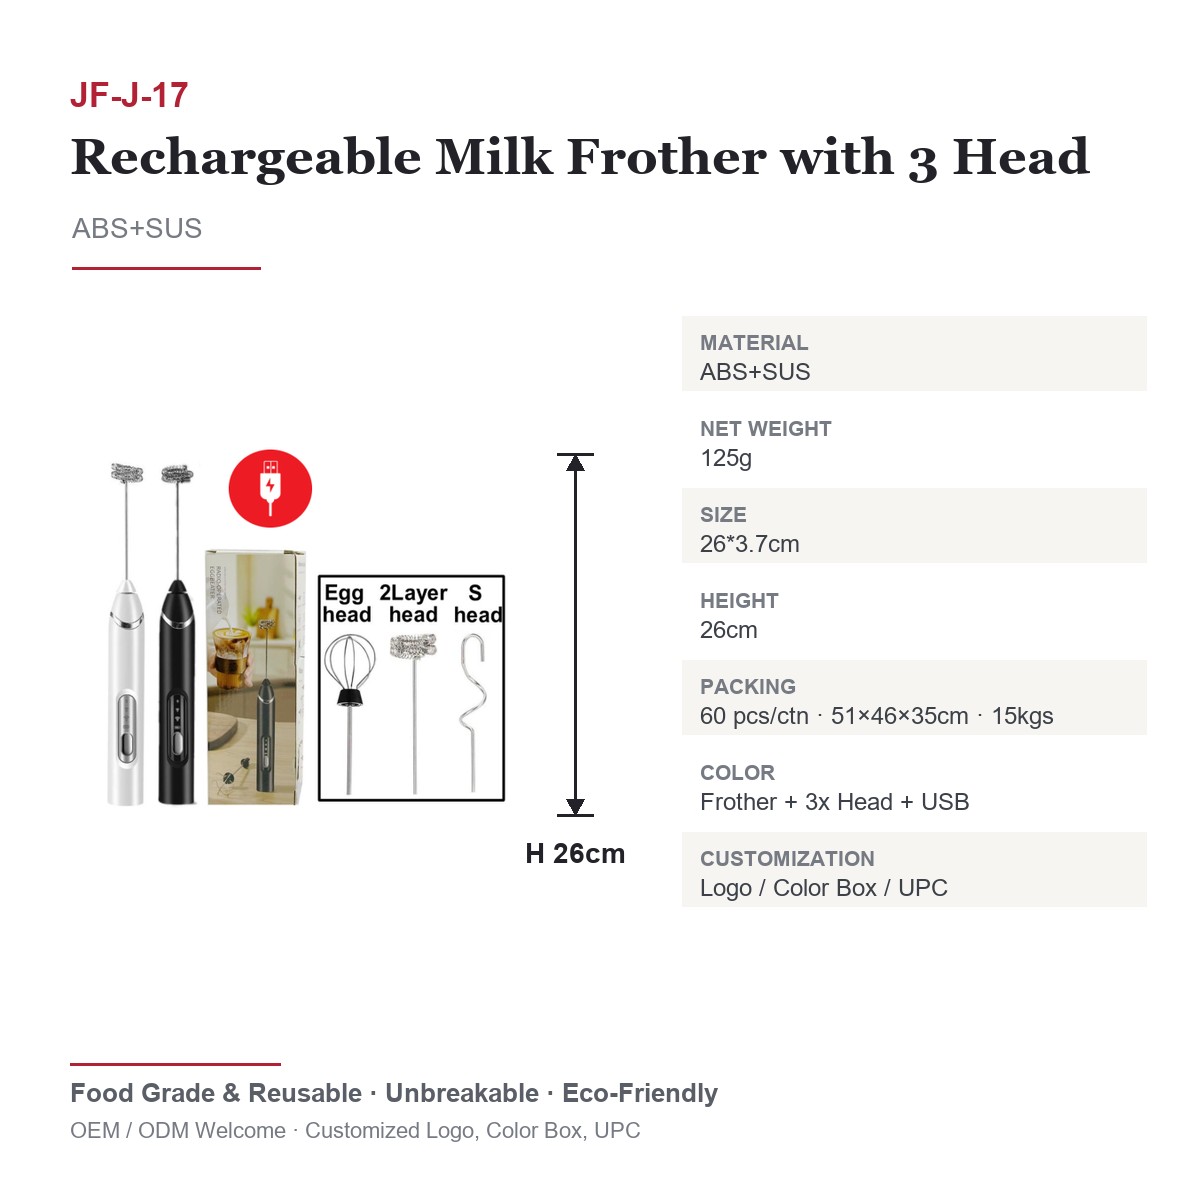 JF-J-17
Rechargeable Milk Frother with 3 Head
ABS+SUS
MATERIAL
ABS+SUS
NET WEIGHT
125g
SIZE
26*3.7cm
HEIGHT
26cm
PACKING
60 pcs/ctn · 51×46×35cm · 15kgs
COLOR
Frother + 3x Head + USB
CUSTOMIZATION
Logo / Color Box / UPC
Egg head
2Layer head
S head
H 26cm
Food Grade & Reusable · Unbreakable · Eco-Friendly
OEM / ODM Welcome · Customized Logo, Color Box, UPC